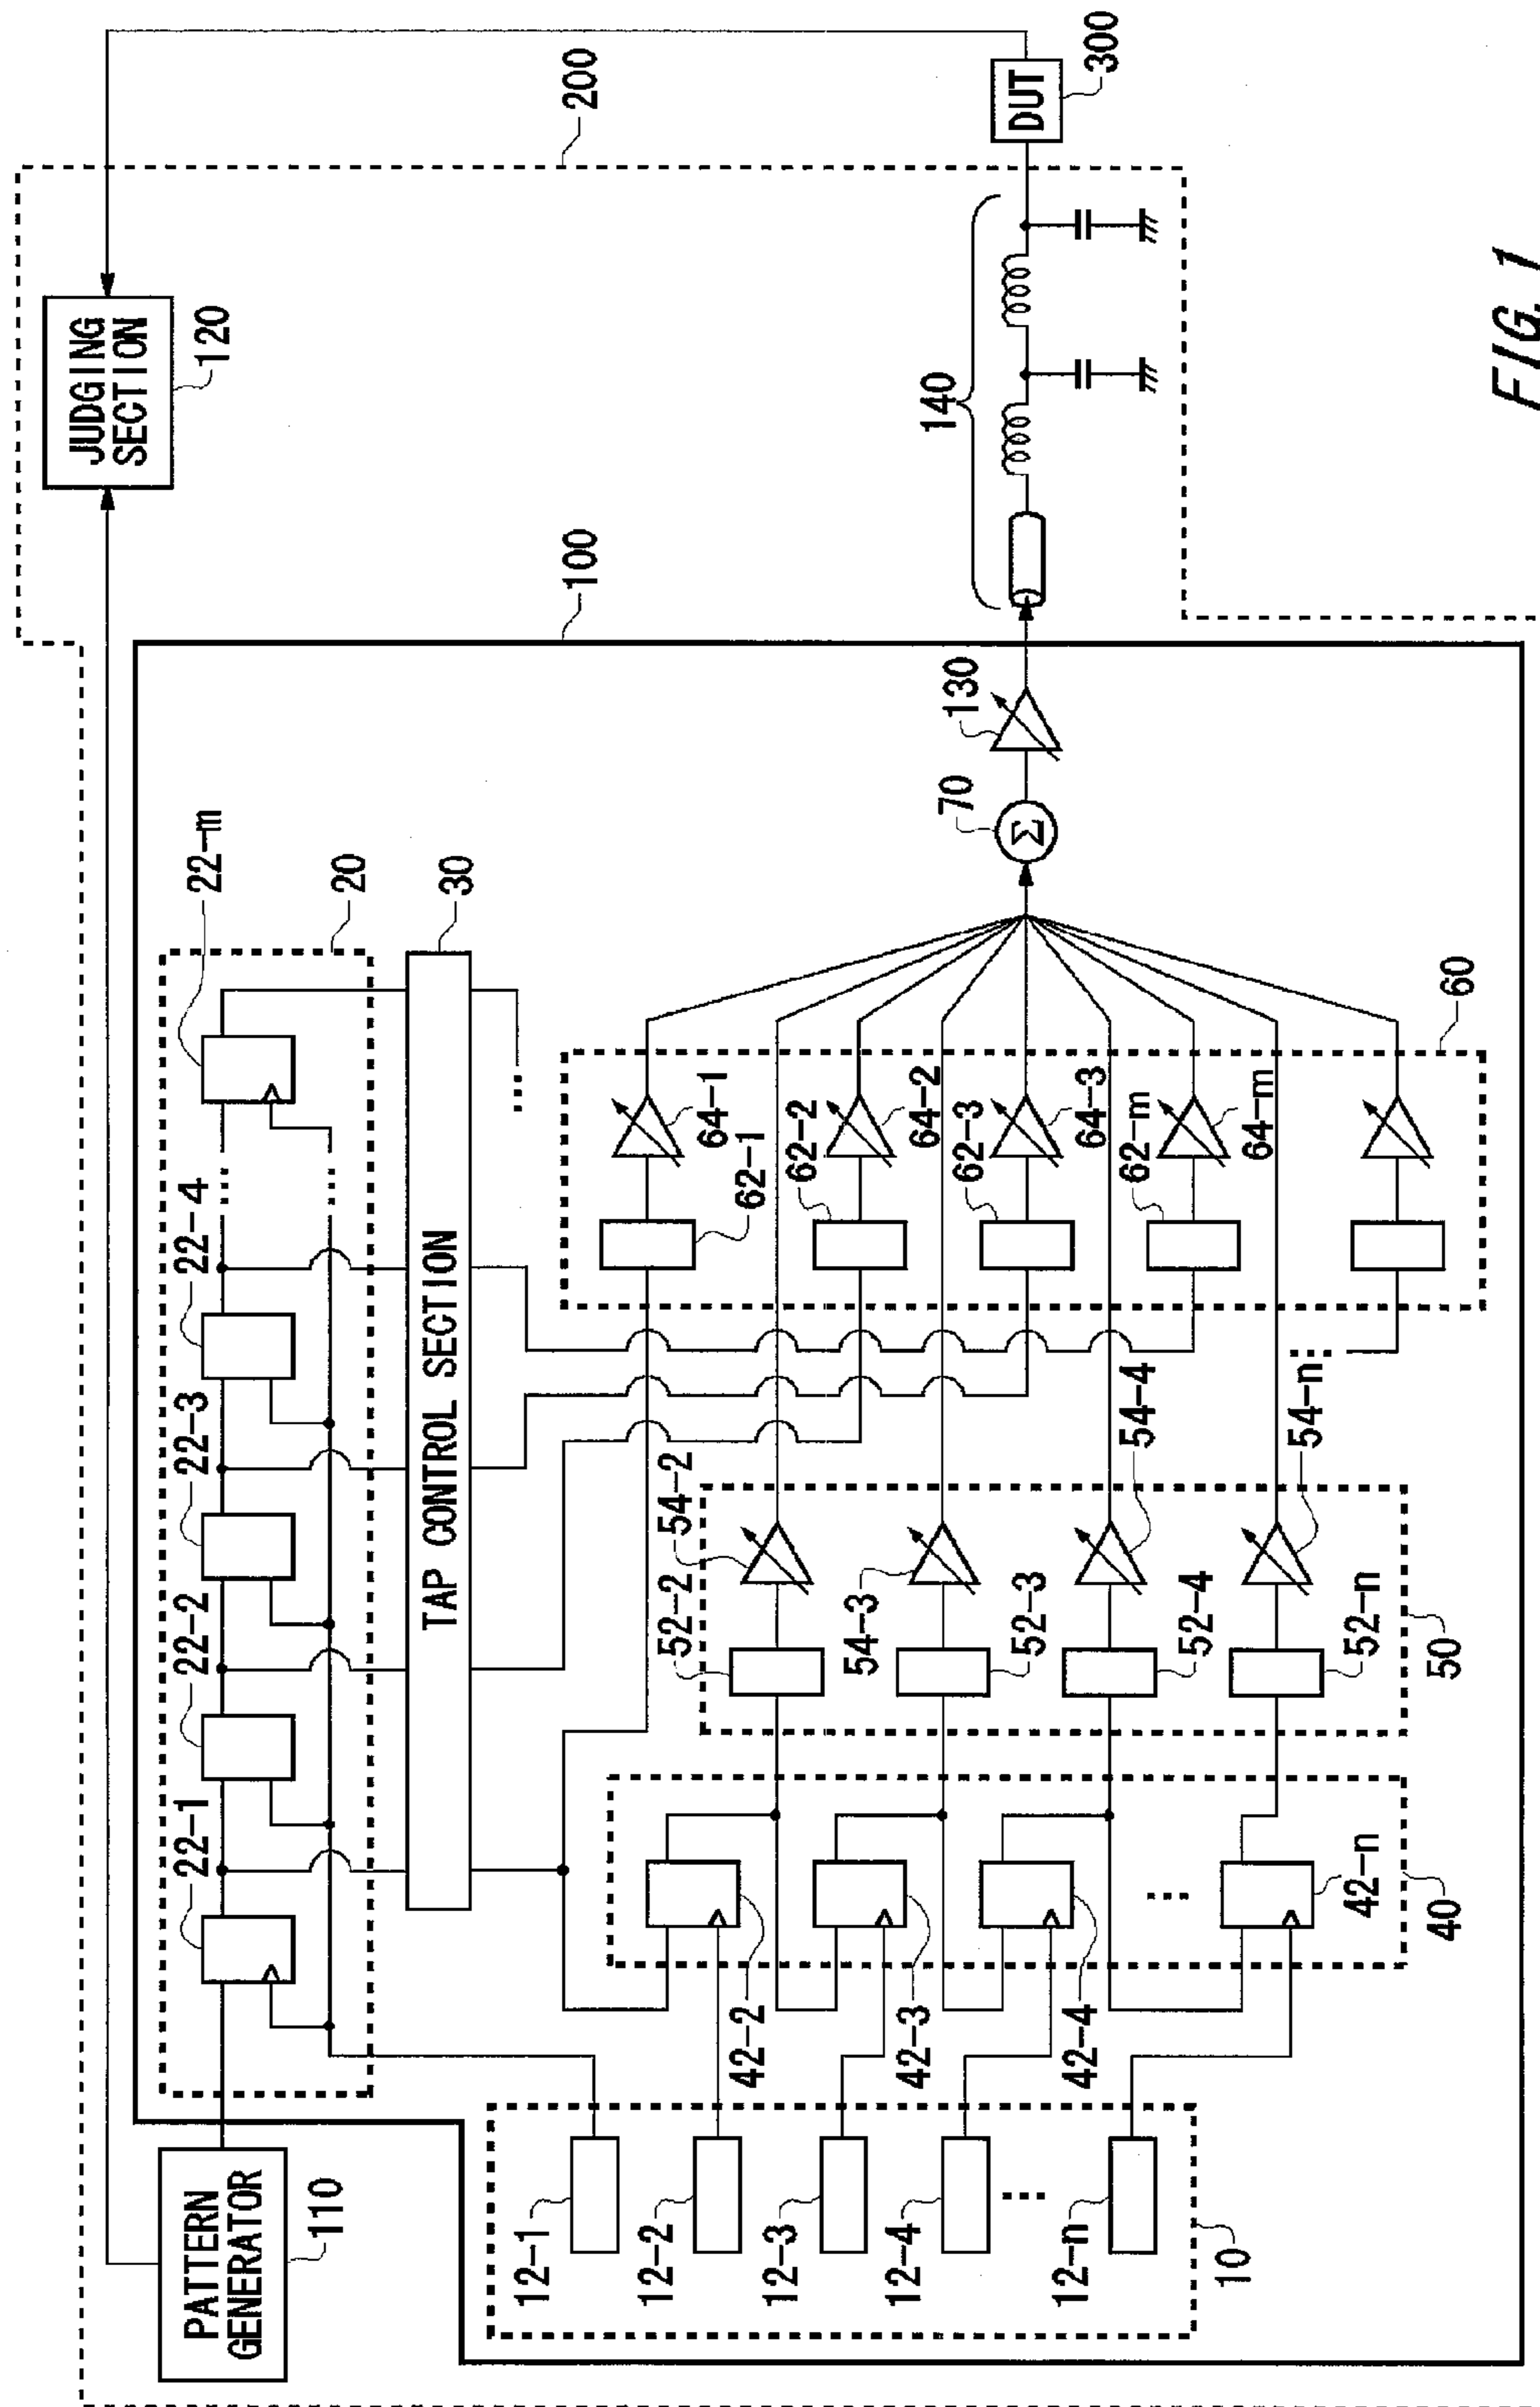 PATTERN
GENERATOR
110
JUDGING
SECTION
120
200
100
22-1
22-2
22-3
22-4
22-m
20
TAP CONTROL SECTION
30
12-1
12-2
12-3
12-4
12-n
10
42-2
42-3
42-4
42-n
40
52-2
54-2
54-3
52-3
54-4
52-4
54-n
52-n
50
62-1
64-1
62-2
64-2
62-3
64-3
62-m
64-m
60
Σ
70
130
140
DUT
300
FIG. 1